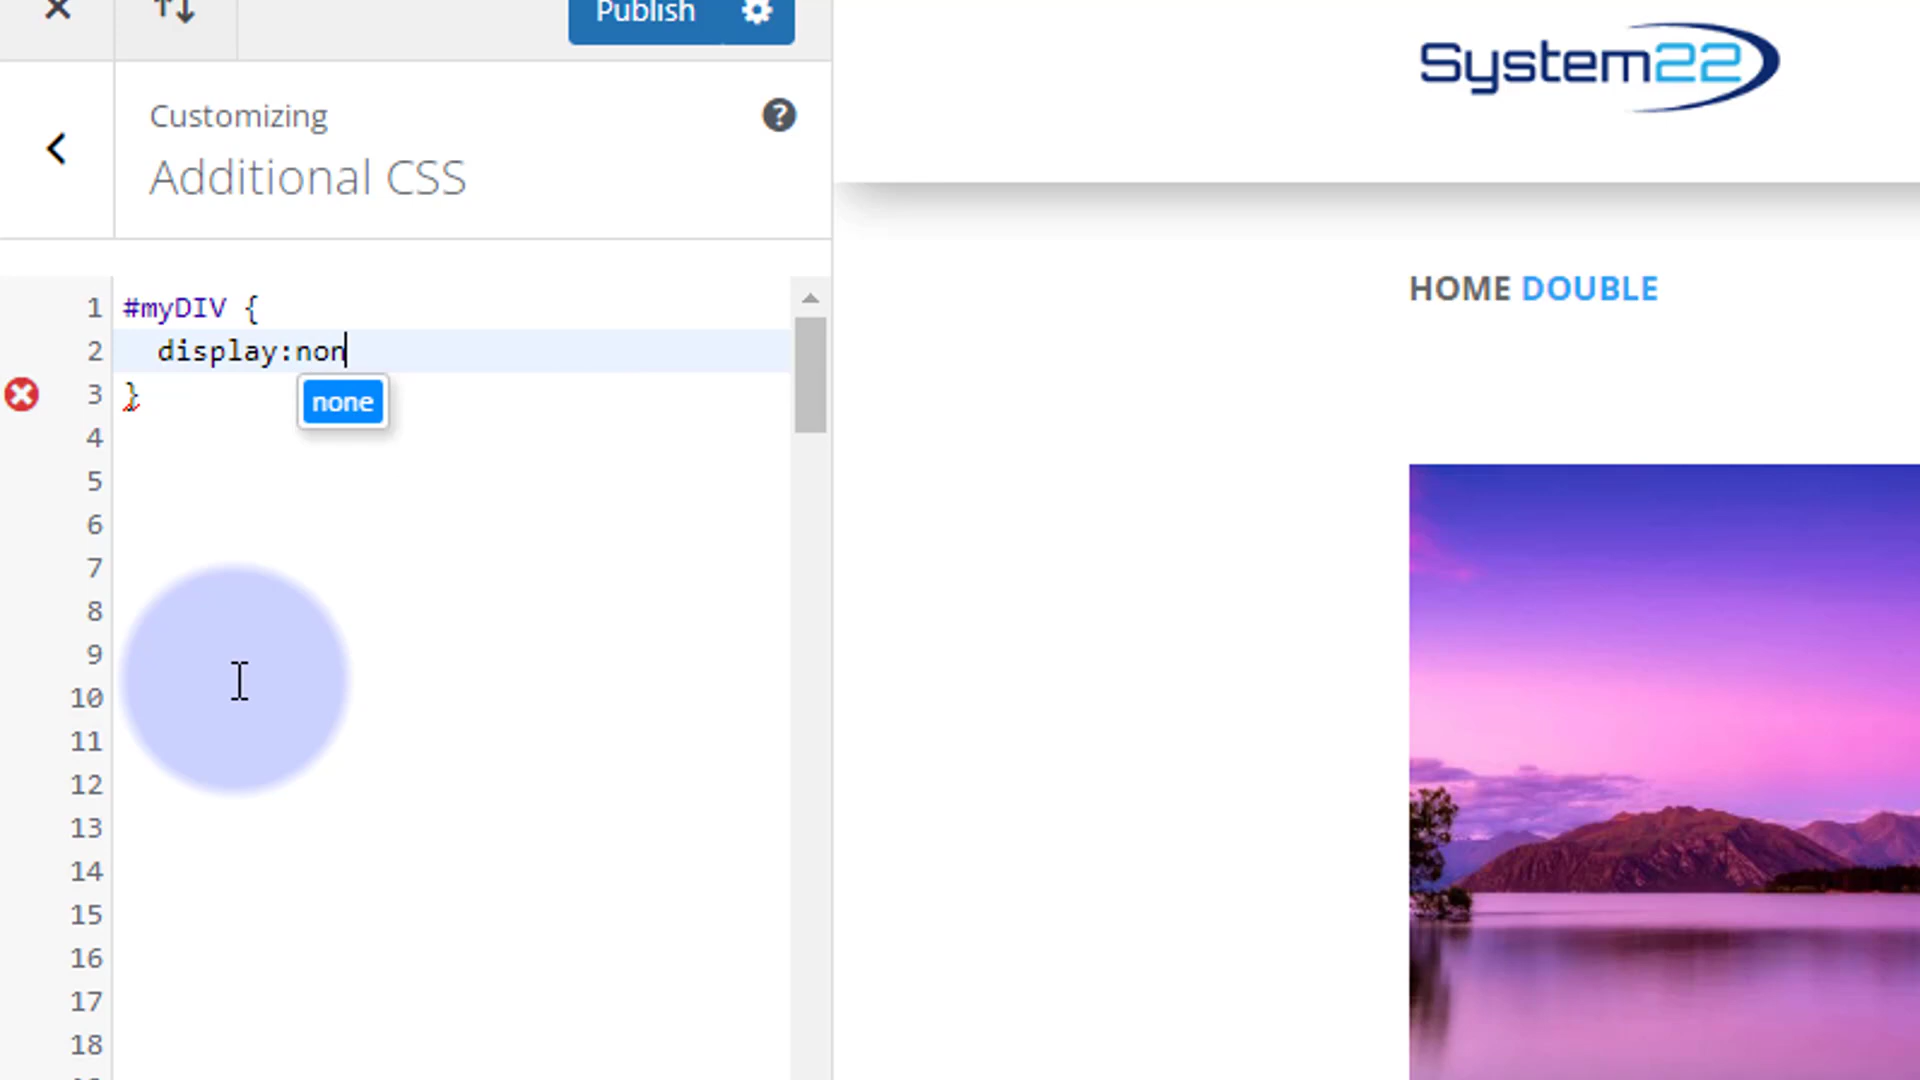 Publish
Customizing
Additional CSS
System22
HOME DOUBLE
1 #myDIV {
2 display:non
3 }
none
4
5
6
7
8
9
10
11
12
13
14
15
16
17
18